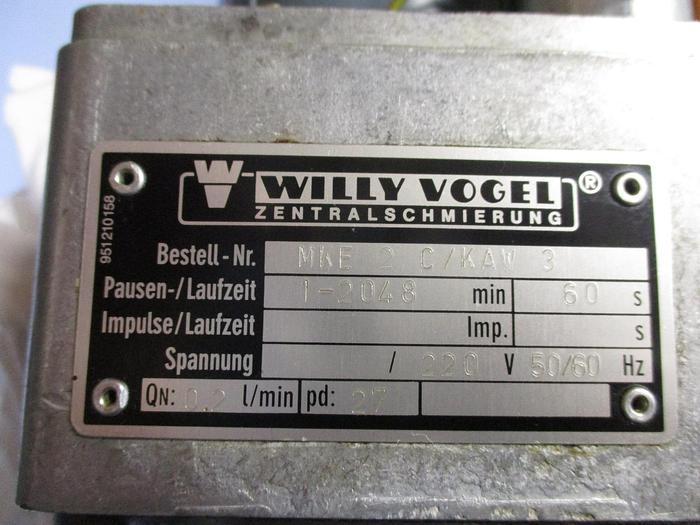 W WILLY VOGEL ®
ZENTRALSCHMIERUNG
951210158
Bestell-Nr. MKE 2 C/KAW 3
Pausen-/Laufzeit 1-2048 min 60 s
Impulse/Laufzeit Imp. s
Spannung / 220 V 50/60 Hz
QN: 0.2 l/min pd: 27